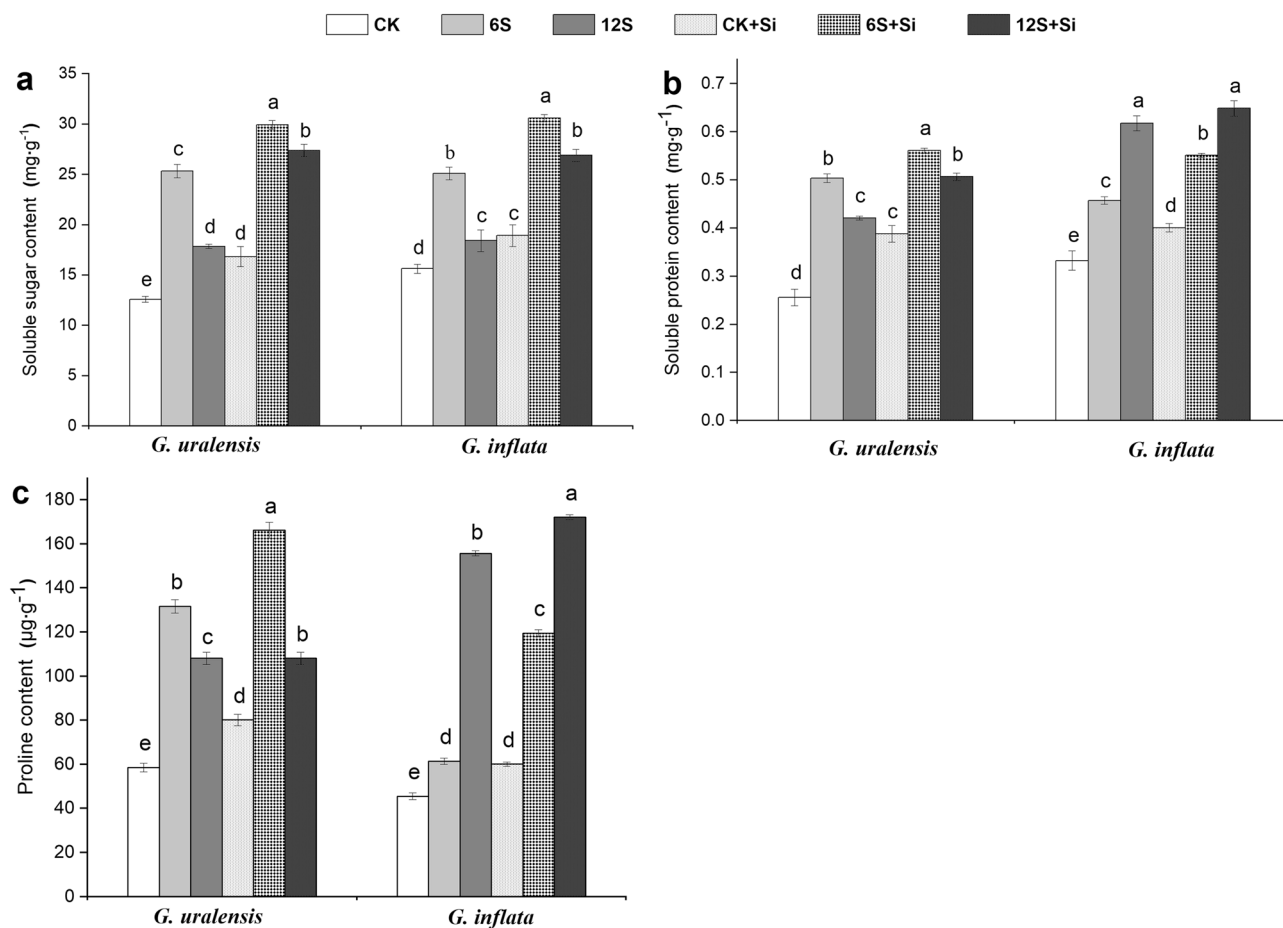 CK 6S 12S CK+Si 6S+Si 12S+Si
a
Soluble sugar content (mg·g⁻¹)
35
30
25
20
15
10
5
0
e c d d a b
d b c c a b
G. uralensis G. inflata
b
Soluble protein content (mg·g⁻¹)
0.7
0.6
0.5
0.4
0.3
0.2
0.1
0.0
d b c c a b
e c a d b a
G. uralensis G. inflata
c
Proline content (µg·g⁻¹)
180
160
140
120
100
80
60
40
20
0
e b c d a b
e d b d c a
G. uralensis G. inflata